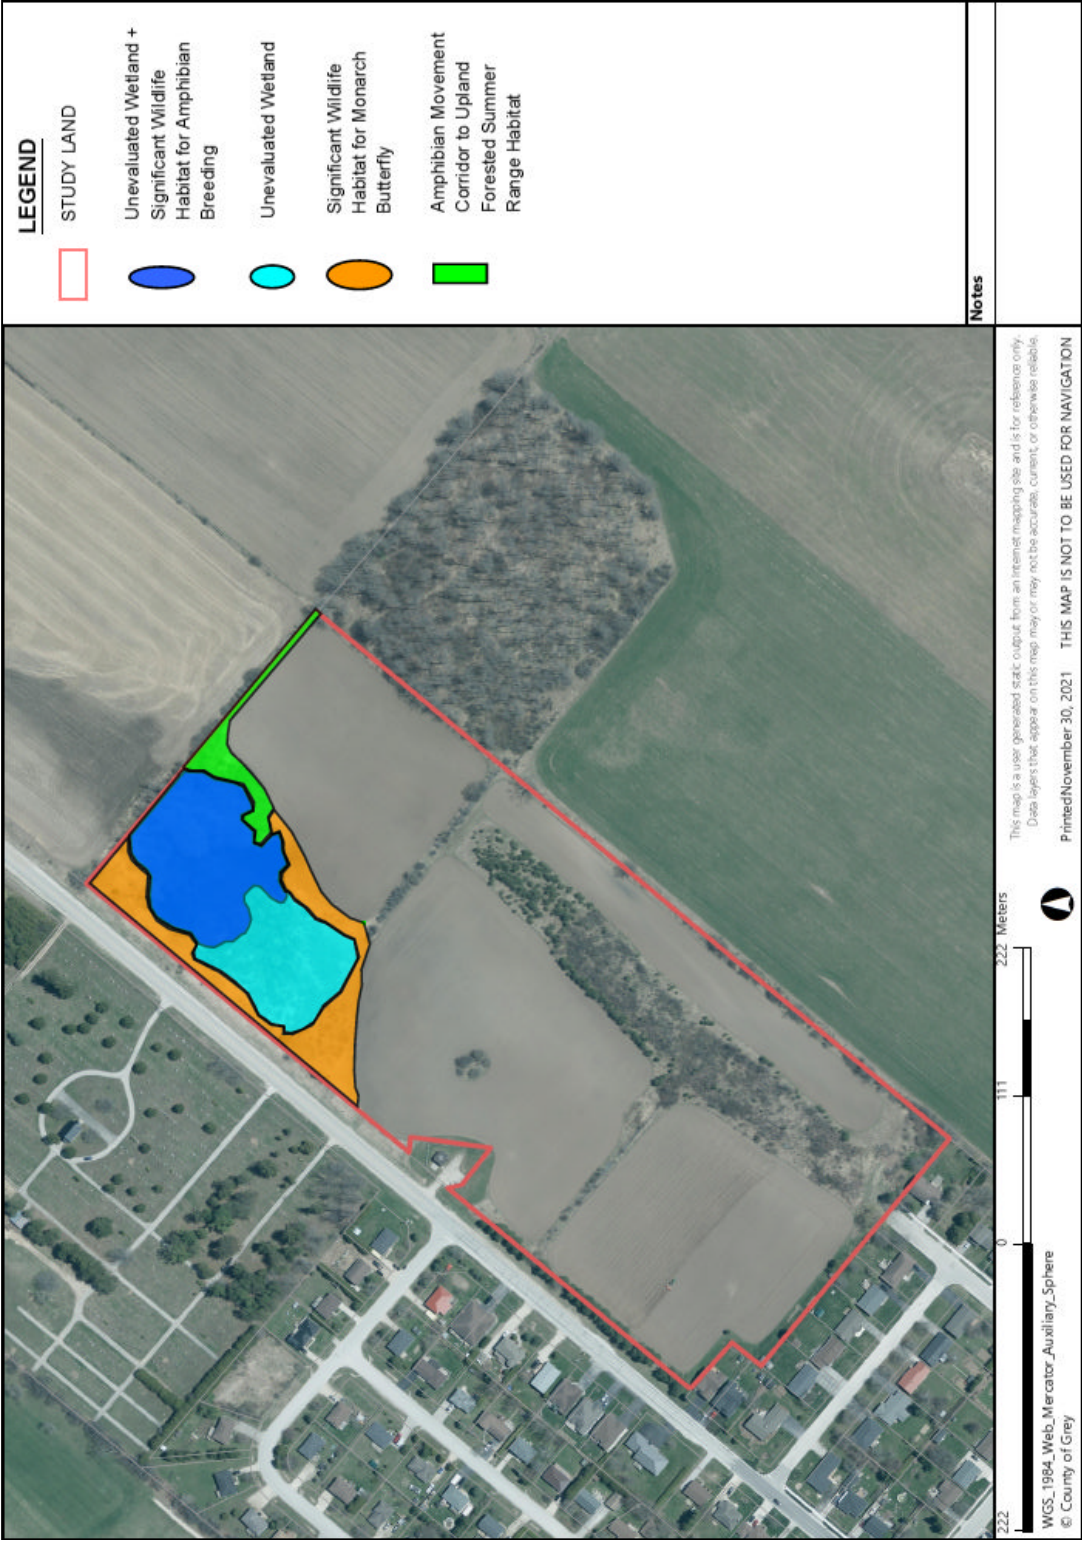 LEGEND
STUDY LAND
Unevaluated Wetland +
Significant Wildlife
Habitat for Amphibian
Breeding
Unevaluated Wetland
Significant Wildlife
Habitat for Monarch
Butterfly
Amphibian Movement
Corridor to Upland
Forested Summer
Range Habitat
Notes
222
0
111
222 Meters
WGS_1984_Web_Mercator_Auxiliary_Sphere
© County of Grey
This map is a user generated static output from an Internet mapping site and is for reference only.
Data layers that appear on this map may or may not be accurate, current, or otherwise reliable.
PrintedNovember 30, 2021
THIS MAP IS NOT TO BE USED FOR NAVIGATION